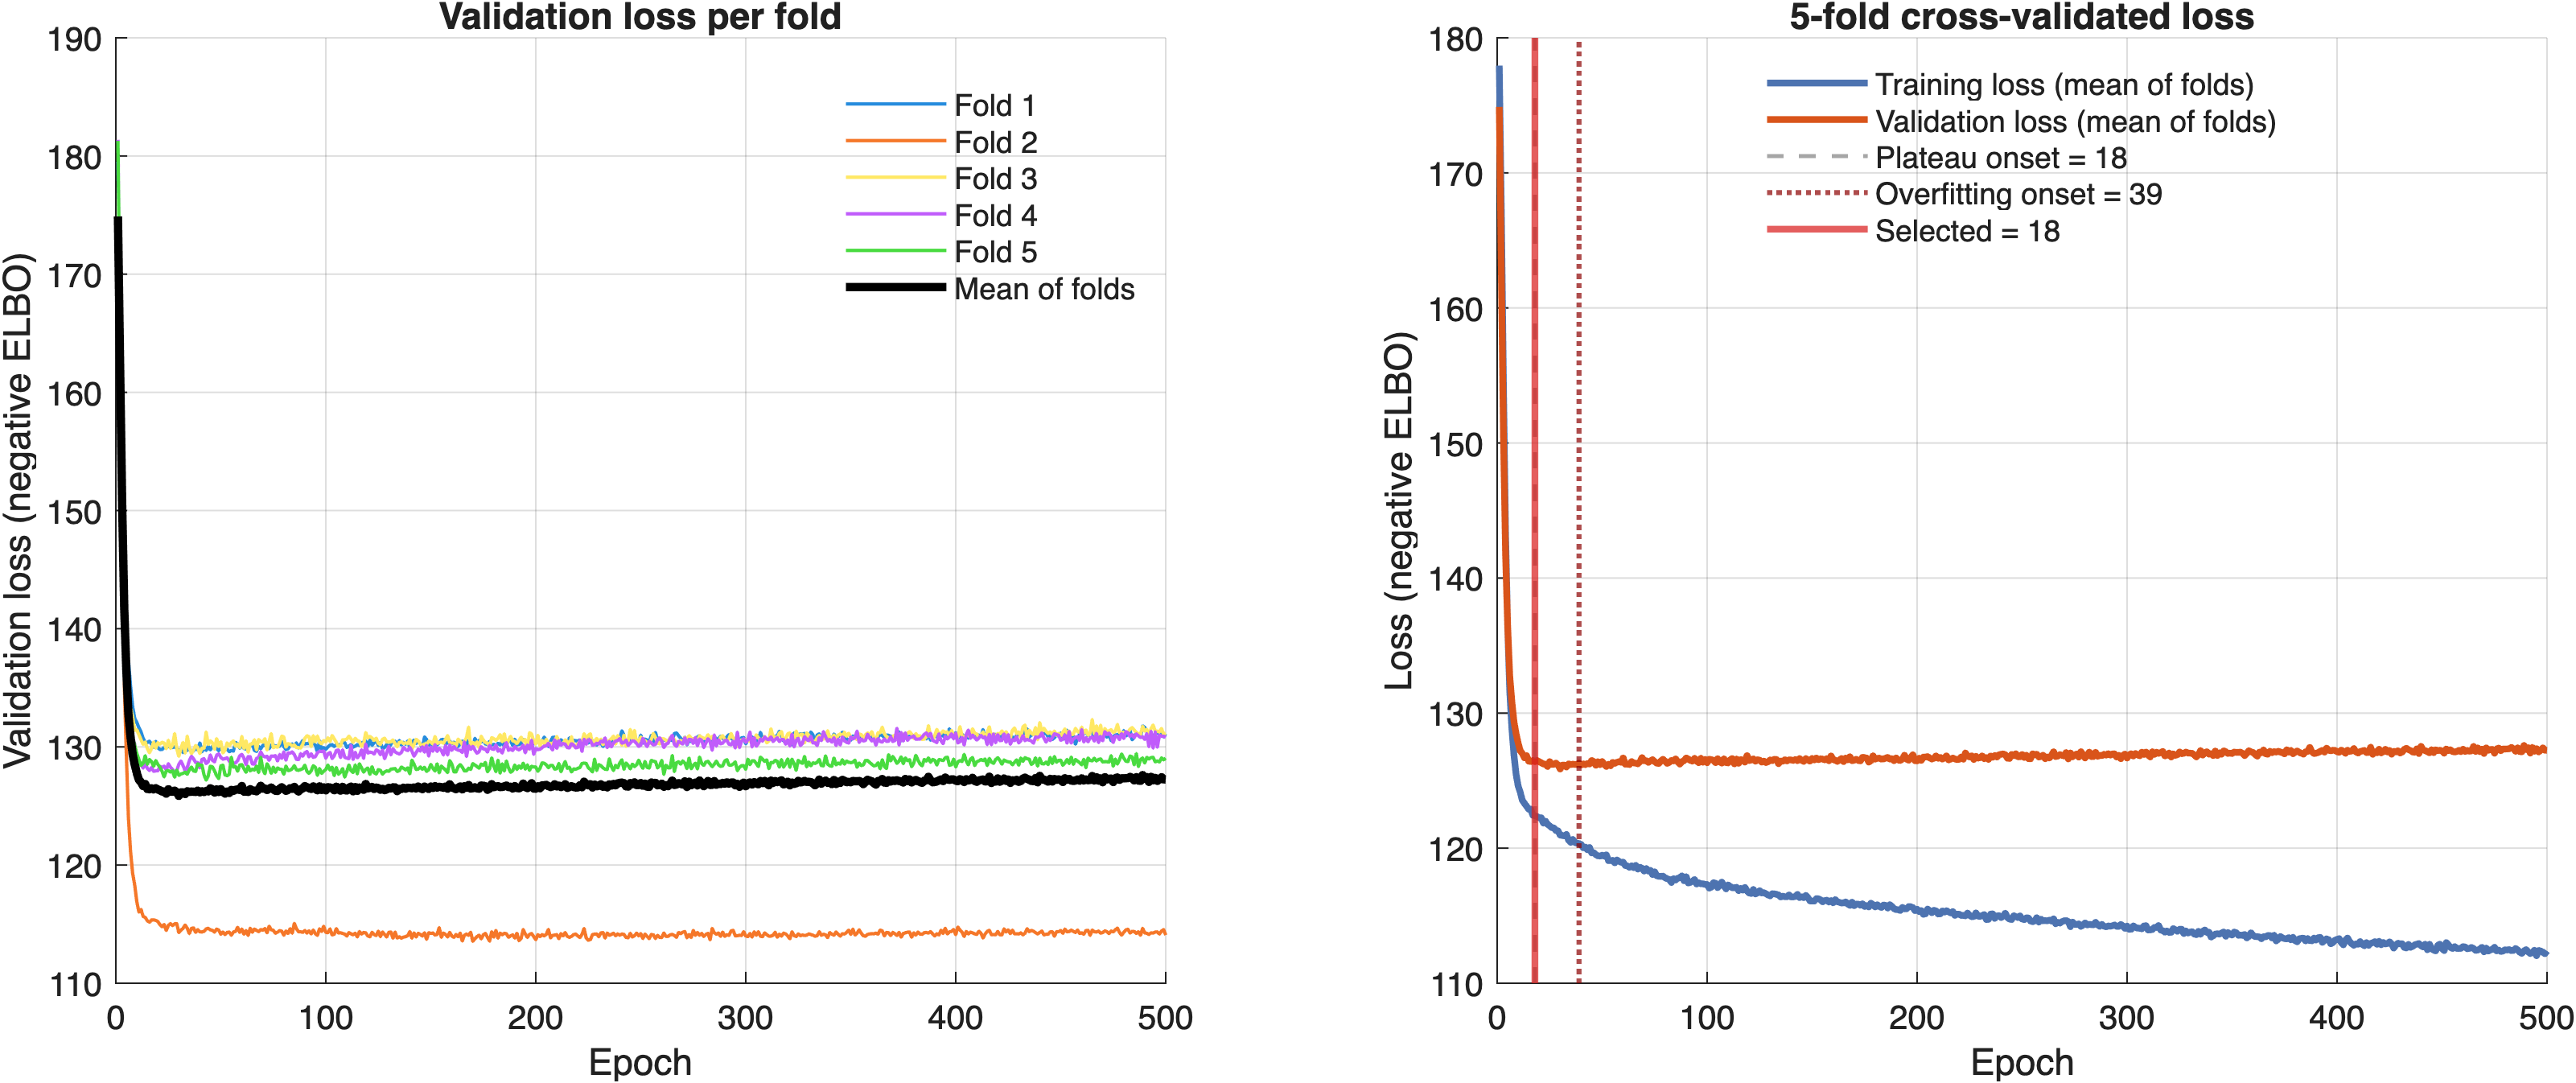 Validation loss per fold
Validation loss (negative ELBO)
190
180
170
160
150
140
130
120
110
0
100
200
300
400
500
Epoch
Fold 1
Fold 2
Fold 3
Fold 4
Fold 5
Mean of folds
5-fold cross-validated loss
Loss (negative ELBO)
180
170
160
150
140
130
120
110
0
100
200
300
400
500
Epoch
Training loss (mean of folds)
Validation loss (mean of folds)
Plateau onset = 18
Overfitting onset = 39
Selected = 18